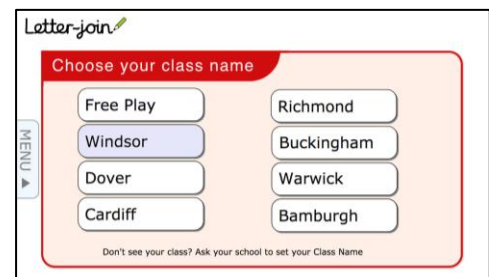 Letter-join
Choose your class name
Free Play
Windsor
Dover
Cardiff
Richmond
Buckingham
Warwick
Bamburgh
MENU
Don't see your class? Ask your school to set your Class Name